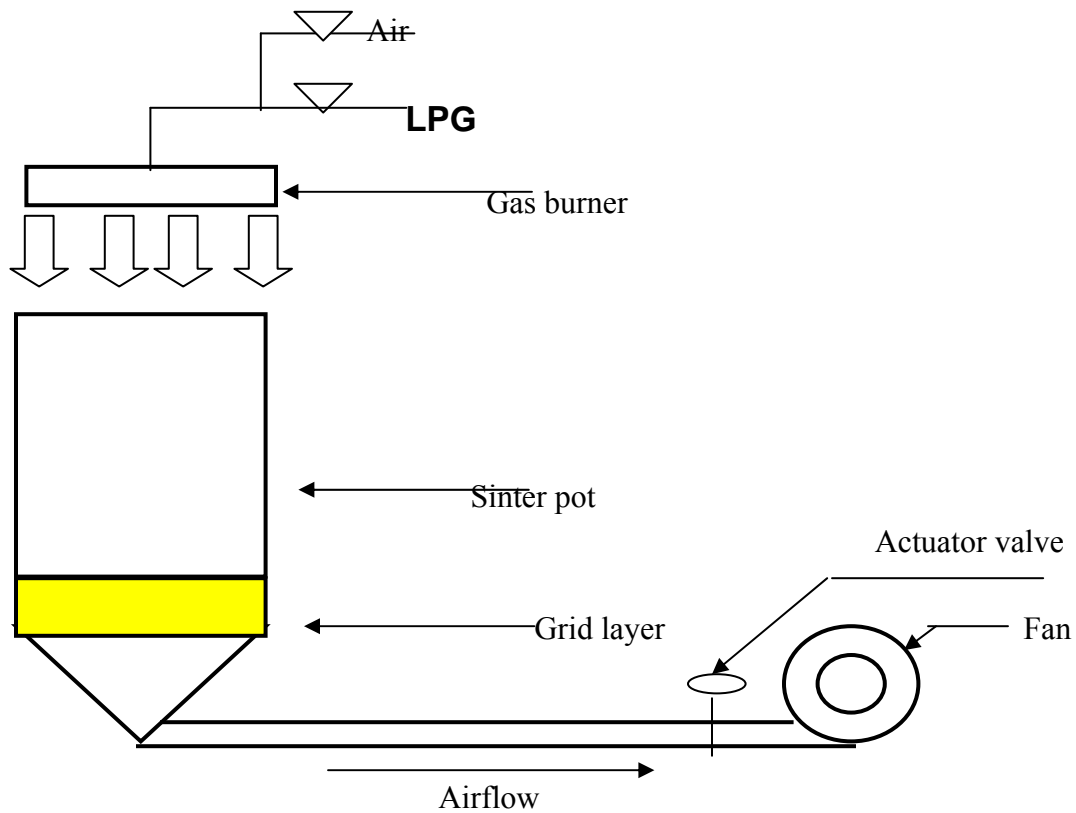 Air
LPG
Gas burner
Sinter pot
Actuator valve
Grid layer
Fan
Airflow